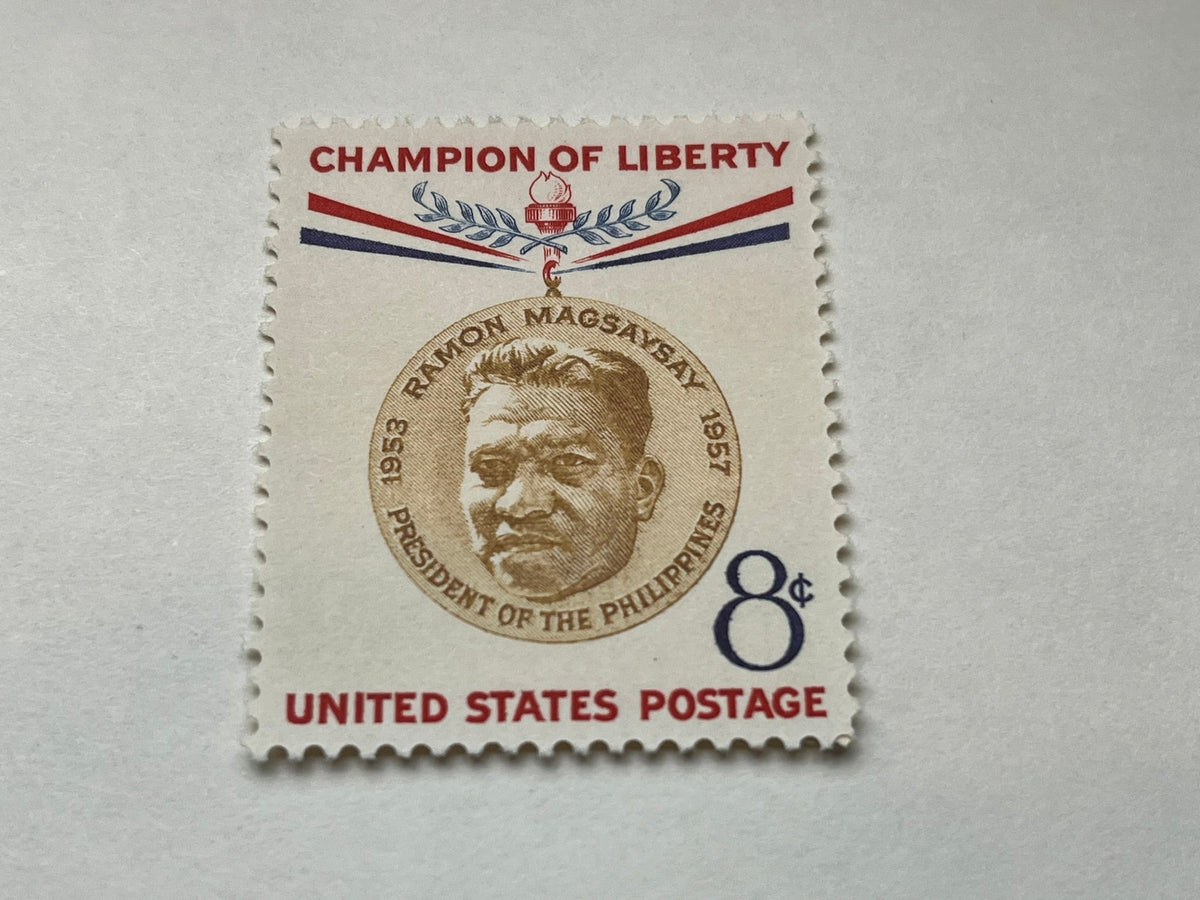 CHAMPION OF LIBERTY
RAMON MAGSAYSAY
1953
1957
PRESIDENT OF THE PHILIPPINES
8¢
UNITED STATES POSTAGE